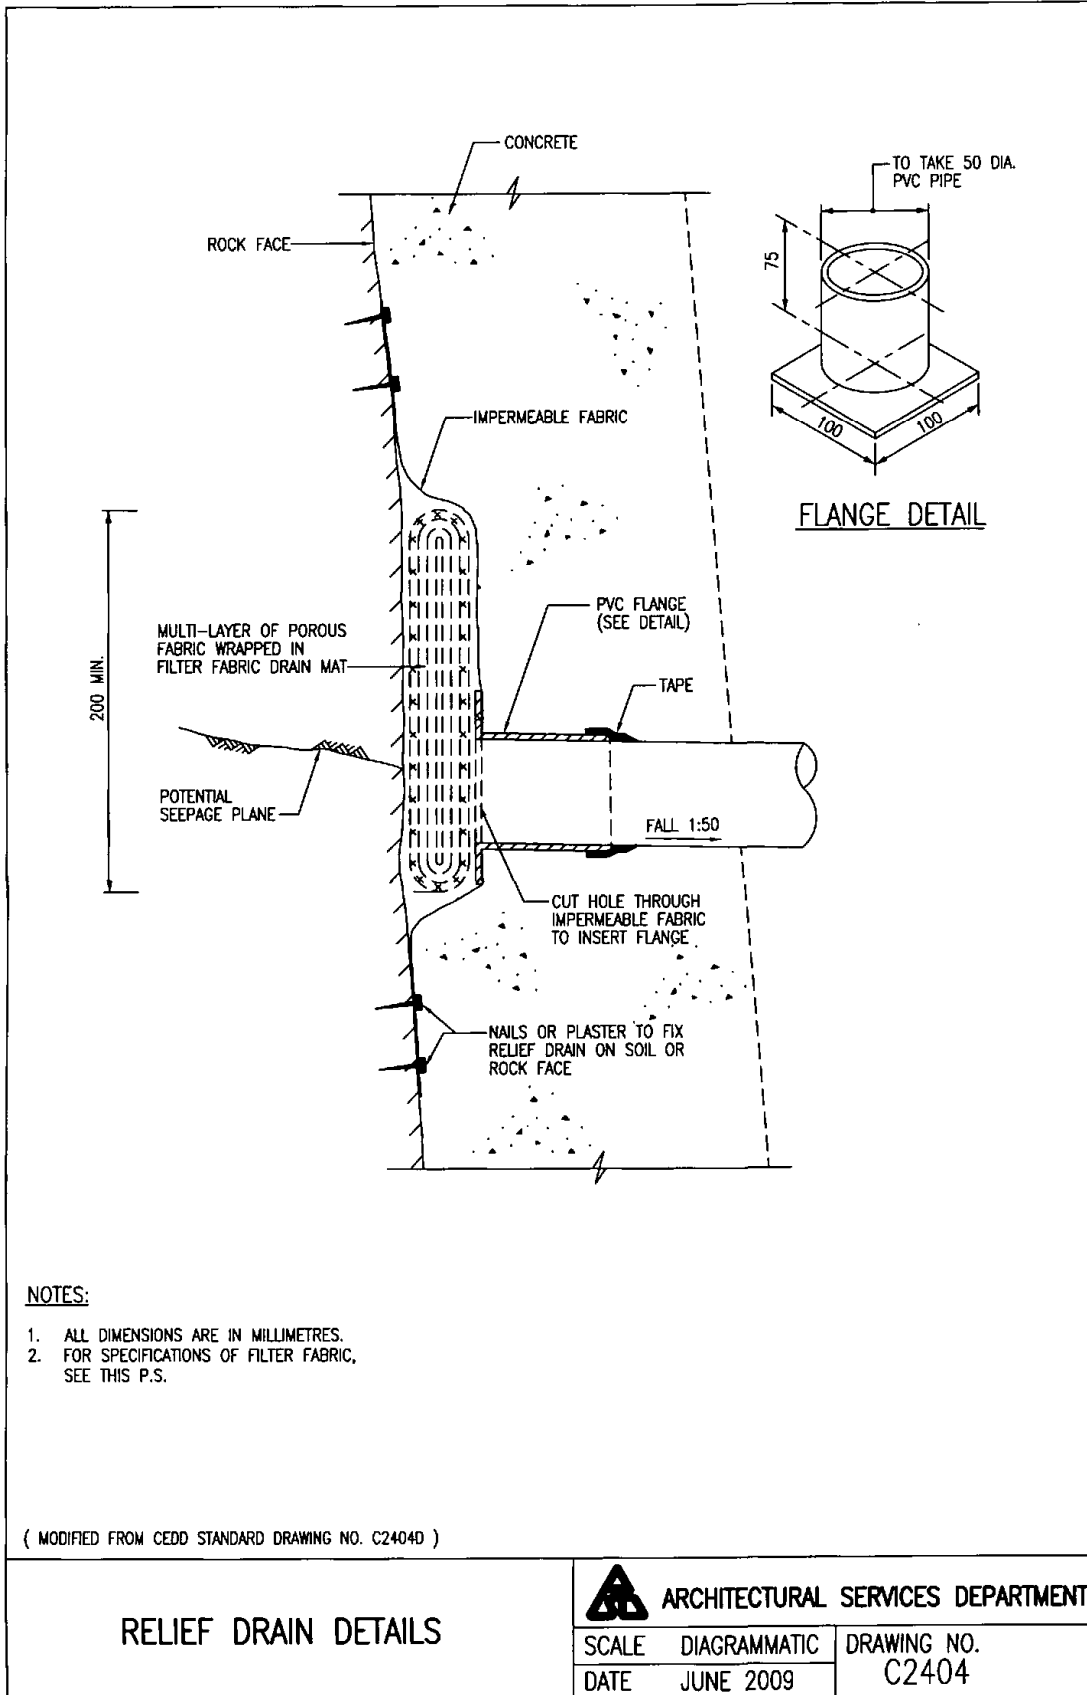 CONCRETE
TO TAKE 50 DIA.
PVC PIPE
ROCK FACE
75
IMPERMEABLE FABRIC
100
100
FLANGE DETAIL
PVC FLANGE
(SEE DETAIL)
MULTI-LAYER OF POROUS
FABRIC WRAPPED IN
FILTER FABRIC DRAIN MAT
200 MIN.
TAPE
POTENTIAL
SEEPAGE PLANE
FALL 1:50
CUT HOLE THROUGH
IMPERMEABLE FABRIC
TO INSERT FLANGE
NAILS OR PLASTER TO FIX
RELIEF DRAIN ON SOIL OR
ROCK FACE
NOTES:
1. ALL DIMENSIONS ARE IN MILLIMETRES.
2. FOR SPECIFICATIONS OF FILTER FABRIC,
SEE THIS P.S.
( MODIFIED FROM CEDD STANDARD DRAWING NO. C2404D )
RELIEF DRAIN DETAILS
ARCHITECTURAL SERVICES DEPARTMENT
SCALE DIAGRAMMATIC
DRAWING NO.
C2404
DATE JUNE 2009